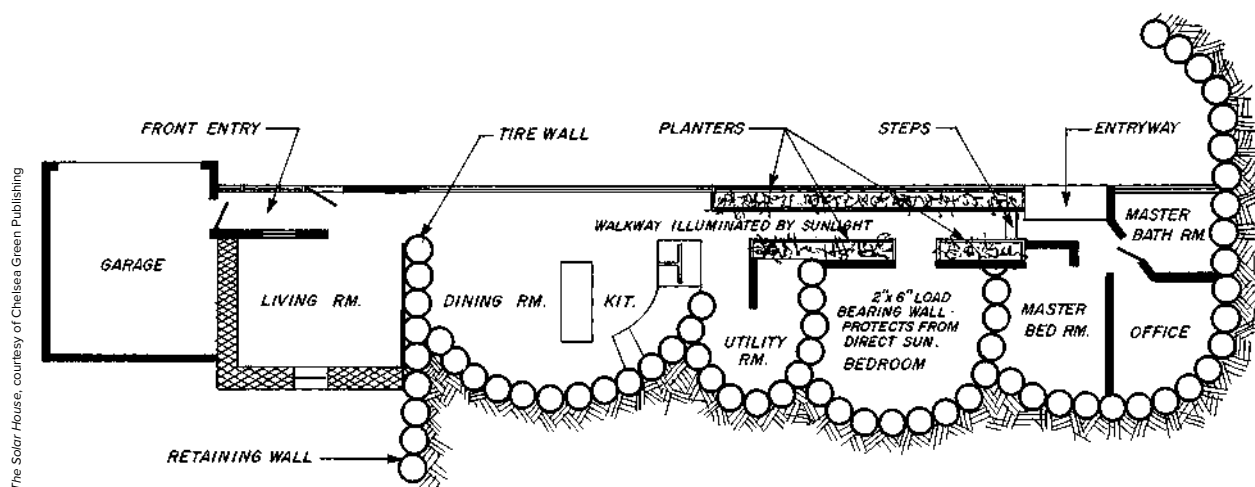 FRONT ENTRY
TIRE WALL
PLANTERS
STEPS
ENTRYWAY
WALKWAY ILLUMINATED BY SUNLIGHT
MASTER
BATH RM.
GARAGE
LIVING RM.
DINING RM.
KIT.
UTILITY
RM.
2"x 6" LOAD
BEARING WALL -
PROTECTS FROM
DIRECT SUN.
BEDROOM
MASTER
BED RM.
OFFICE
RETAINING WALL
The Solar House, courtesy of Chelsea Green Publishing